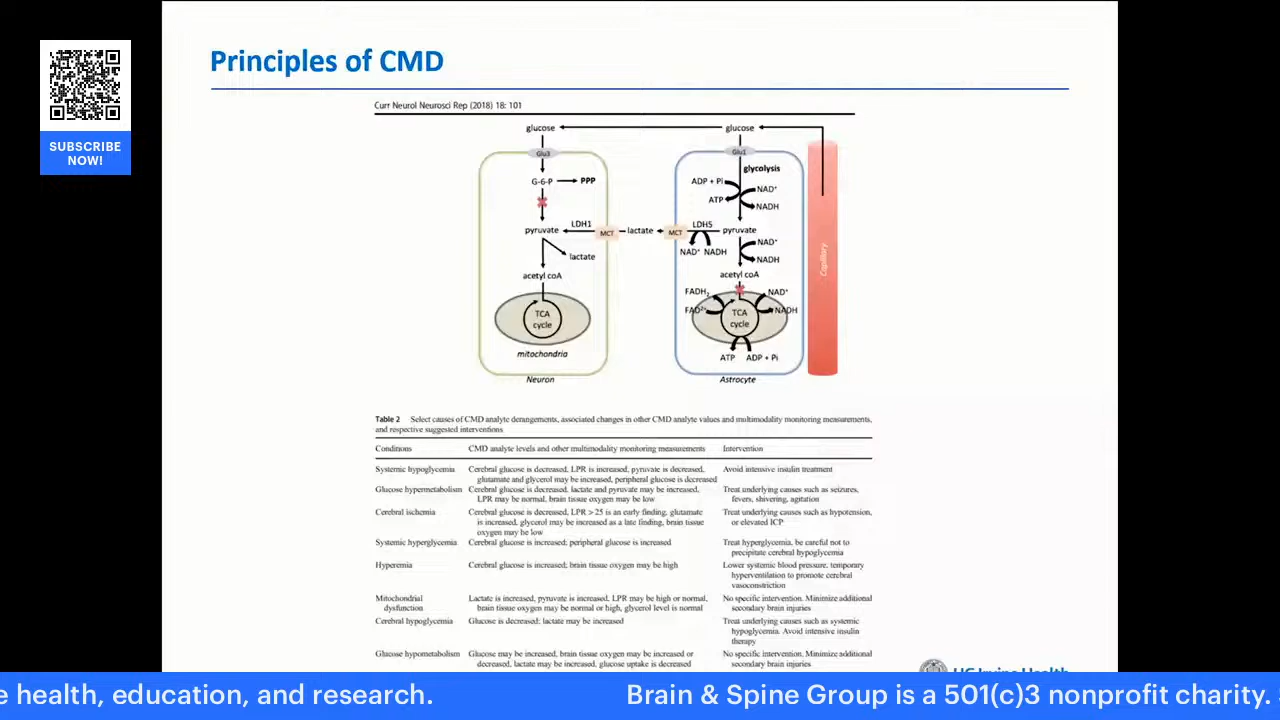 Principles of CMD
SUBSCRIBE
NOW!
Curr Neurol Neurosci Rep (2018) 18: 101
glucose
glucose
Glu3
Glu1
glycolysis
G-6-P
PPP
ADP + Pi
NAD⁺
ATP
NADH
LDH1
LDH5
pyruvate
MCT
lactate
MCT
pyruvate
NAD⁺ NADH
NAD⁺
lactate
NADH
acetyl coA
acetyl coA
FADH₂
NAD⁺
FAD²⁺
NADH
TCA
cycle
TCA
cycle
mitochondria
ATP
ADP + Pi
Neuron
Astrocyte
Capillary
Table 2 Select causes of CMD analyte derangements, associated changes in other CMD analyte values and multimodality monitoring measurements,
and respective suggested interventions
Conditions CMD analyte levels and other multimodality monitoring measurements Intervention
Systemic hypoglycemia Cerebral glucose is decreased, LPR is increased, pyruvate is decreased, Avoid intensive insulin treatment
glutamate and glycerol may be increased, peripheral glucose is decreased
Glucose hypermetabolism Cerebral glucose is decreased, lactate and pyruvate may be increased, Treat underlying causes such as seizures,
LPR may be normal, brain tissue oxygen may be low fevers, shivering, agitation
Cerebral ischemia Cerebral glucose is decreased, LPR > 25 is an early finding, glutamate Treat underlying causes such as hypotension,
is increased, glycerol may be increased as a late finding, brain tissue or elevated ICP
oxygen may be low
Systemic hyperglycemia Cerebral glucose is increased; peripheral glucose is increased Treat hyperglycemia, be careful not to
precipitate cerebral hypoglycemia
Hyperemia Cerebral glucose is increased; brain tissue oxygen may be high Lower systemic blood pressure, temporary
hyperventilation to promote cerebral
vasoconstriction
Mitochondrial Lactate is increased, pyruvate is increased, LPR may be high or normal, No specific intervention. Minimize additional
dysfunction brain tissue oxygen may be normal or high, glycerol level is normal secondary brain injuries
Cerebral hypoglycemia Glucose is decreased; lactate may be increased Treat underlying causes such as systemic
hypoglycemia. Avoid intensive insulin
therapy
Glucose hypometabolism Glucose may be increased, brain tissue oxygen may be increased or No specific intervention. Minimize additional
decreased, lactate may be increased, glucose uptake is decreased secondary brain injuries
UC Irvine Health
e health, education, and research. Brain & Spine Group is a 501(c)3 nonprofit charity.